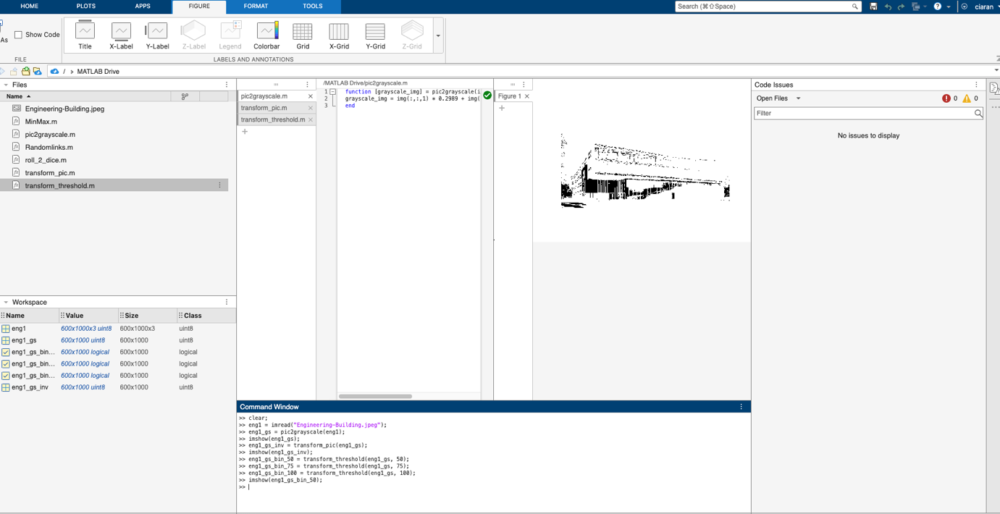 HOME PLOTS APPS FIGURE FORMAT TOOLS Search (⌘⇧Space) ciaran
As Show Code Title X-Label Y-Label Z-Label Legend Colorbar Grid X-Grid Y-Grid Z-Grid
FILE LABELS AND ANNOTATIONS
/ > MATLAB Drive
Files
Name
Engineering-Building.jpeg
MinMax.m
pic2grayscale.m
Randomlinks.m
roll_2_dice.m
transform_pic.m
transform_threshold.m
Workspace
Name Value Size Class
eng1 600x1000x3 uint8 600x1000x3 uint8
eng1_gs 600x1000 uint8 600x1000 uint8
eng1_gs_bin... 600x1000 logical 600x1000 logical
eng1_gs_bin... 600x1000 logical 600x1000 logical
eng1_gs_bin... 600x1000 logical 600x1000 logical
eng1_gs_inv 600x1000 uint8 600x1000 uint8
pic2grayscale.m
transform_pic.m
transform_threshold.m
/MATLAB Drive/pic2grayscale.m
1 function [grayscale_img] = pic2grayscale(i
2 grayscale_img = img(:,:,1) * 0.2989 + img(
3 end
Figure 1
Command Window
>> clear;
>> eng1 = imread("Engineering-Building.jpeg");
>> eng1_gs = pic2grayscale(eng1);
>> imshow(eng1_gs);
>> eng1_gs_inv = transform_pic(eng1_gs);
>> imshow(eng1_gs_inv);
>> eng1_gs_bin_50 = transform_threshold(eng1_gs, 50);
>> eng1_gs_bin_75 = transform_threshold(eng1_gs, 75);
>> eng1_gs_bin_100 = transform_threshold(eng1_gs, 100);
>> imshow(eng1_gs_bin_50);
>>
Code Issues
Open Files 0 0
Filter
No issues to display